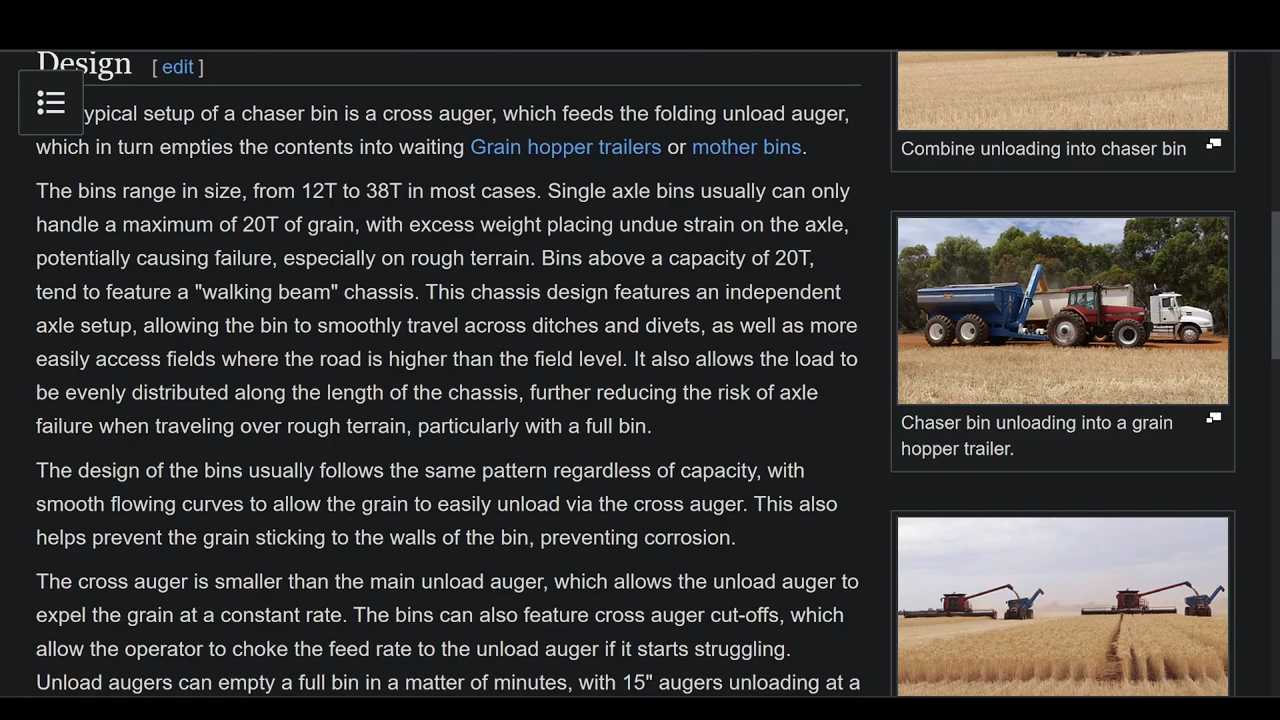 Design [ edit ]
ypical setup of a chaser bin is a cross auger, which feeds the folding unload auger,
which in turn empties the contents into waiting Grain hopper trailers or mother bins.
The bins range in size, from 12T to 38T in most cases. Single axle bins usually can only
handle a maximum of 20T of grain, with excess weight placing undue strain on the axle,
potentially causing failure, especially on rough terrain. Bins above a capacity of 20T,
tend to feature a "walking beam" chassis. This chassis design features an independent
axle setup, allowing the bin to smoothly travel across ditches and divets, as well as more
easily access fields where the road is higher than the field level. It also allows the load to
be evenly distributed along the length of the chassis, further reducing the risk of axle
failure when traveling over rough terrain, particularly with a full bin.
The design of the bins usually follows the same pattern regardless of capacity, with
smooth flowing curves to allow the grain to easily unload via the cross auger. This also
helps prevent the grain sticking to the walls of the bin, preventing corrosion.
The cross auger is smaller than the main unload auger, which allows the unload auger to
expel the grain at a constant rate. The bins can also feature cross auger cut-offs, which
allow the operator to choke the feed rate to the unload auger if it starts struggling.
Unload augers can empty a full bin in a matter of minutes, with 15" augers unloading at a
Combine unloading into chaser bin
Chaser bin unloading into a grain
hopper trailer.